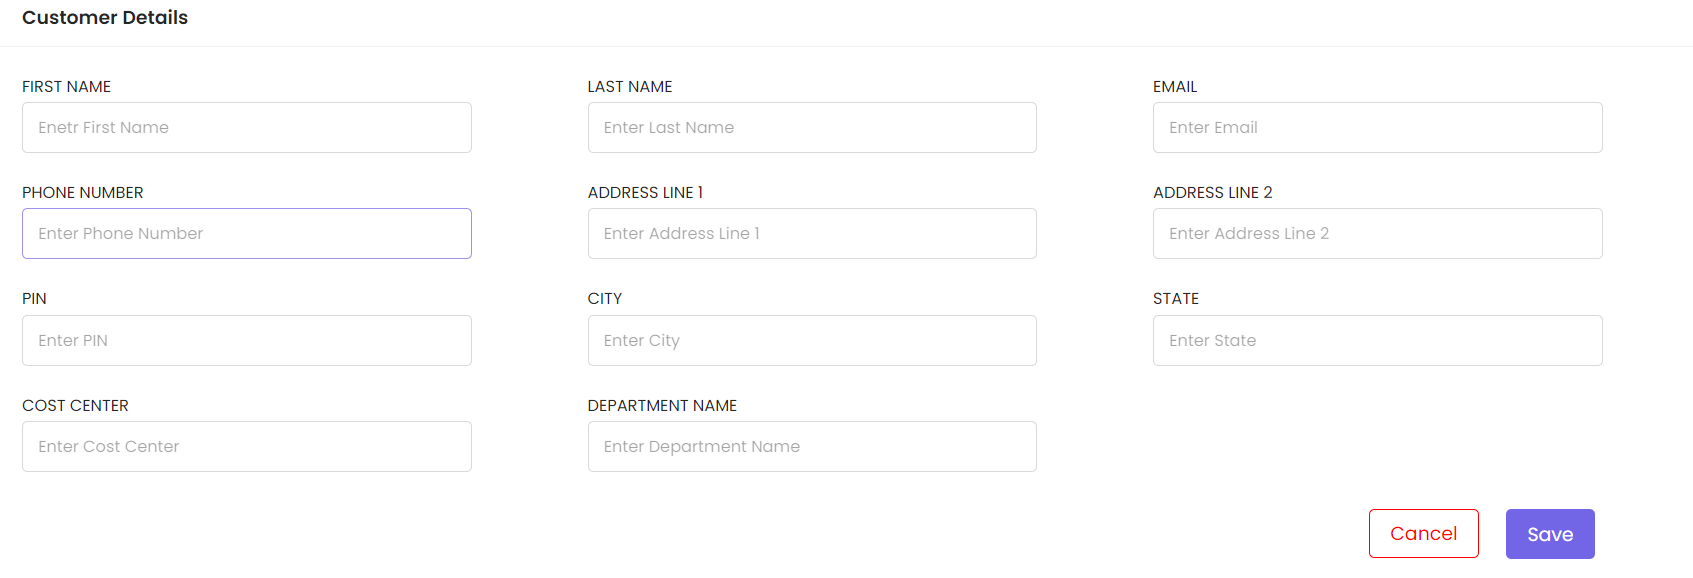 Customer Details
FIRST NAME LAST NAME EMAIL
Enetr First Name Enter Last Name Enter Email
PHONE NUMBER ADDRESS LINE 1 ADDRESS LINE 2
Enter Phone Number Enter Address Line 1 Enter Address Line 2
PIN CITY STATE
Enter PIN Enter City Enter State
COST CENTER DEPARTMENT NAME
Enter Cost Center Enter Department Name
Cancel Save